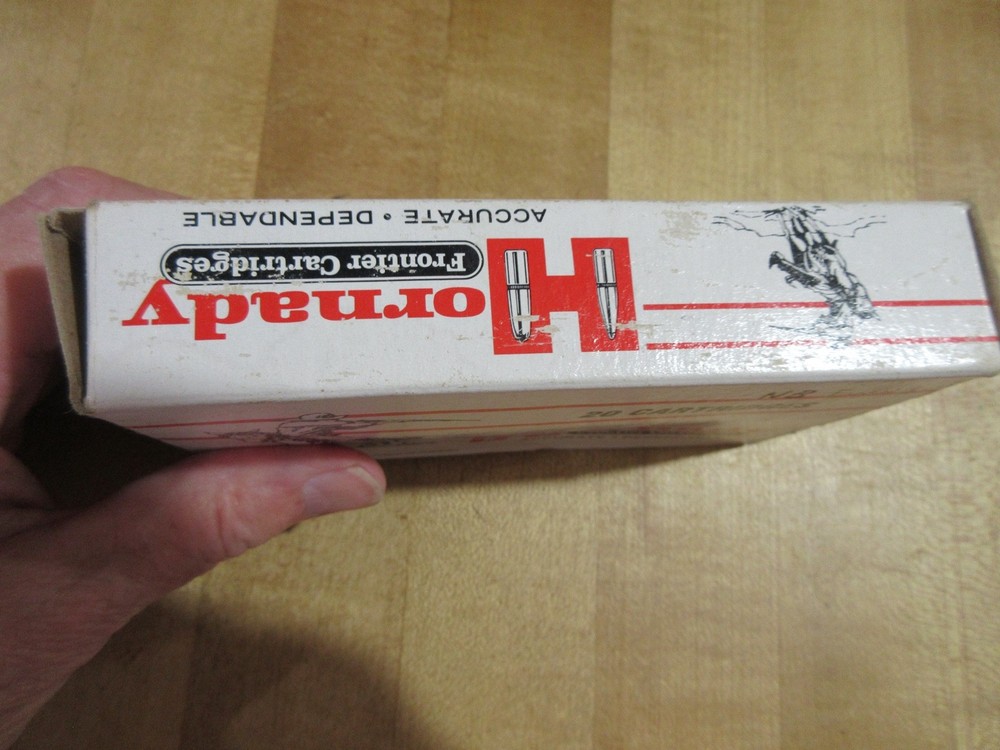 Hornady
Frontier Cartridges
ACCURATE • DEPENDABLE
20 CARTRIDGES